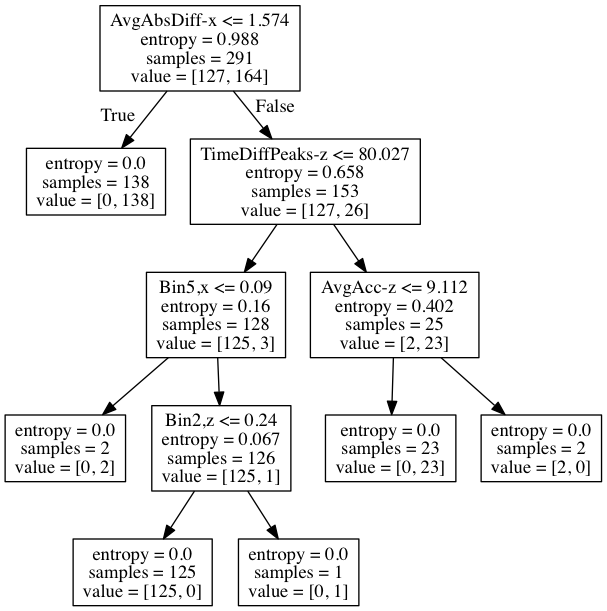 AvgAbsDiff-x <= 1.574
entropy = 0.988
samples = 291
value = [127, 164]
True
False
entropy = 0.0
samples = 138
value = [0, 138]
TimeDiffPeaks-z <= 80.027
entropy = 0.658
samples = 153
value = [127, 26]
Bin5,x <= 0.09
entropy = 0.16
samples = 128
value = [125, 3]
AvgAcc-z <= 9.112
entropy = 0.402
samples = 25
value = [2, 23]
entropy = 0.0
samples = 2
value = [0, 2]
Bin2,z <= 0.24
entropy = 0.067
samples = 126
value = [125, 1]
entropy = 0.0
samples = 23
value = [0, 23]
entropy = 0.0
samples = 2
value = [2, 0]
entropy = 0.0
samples = 125
value = [125, 0]
entropy = 0.0
samples = 1
value = [0, 1]